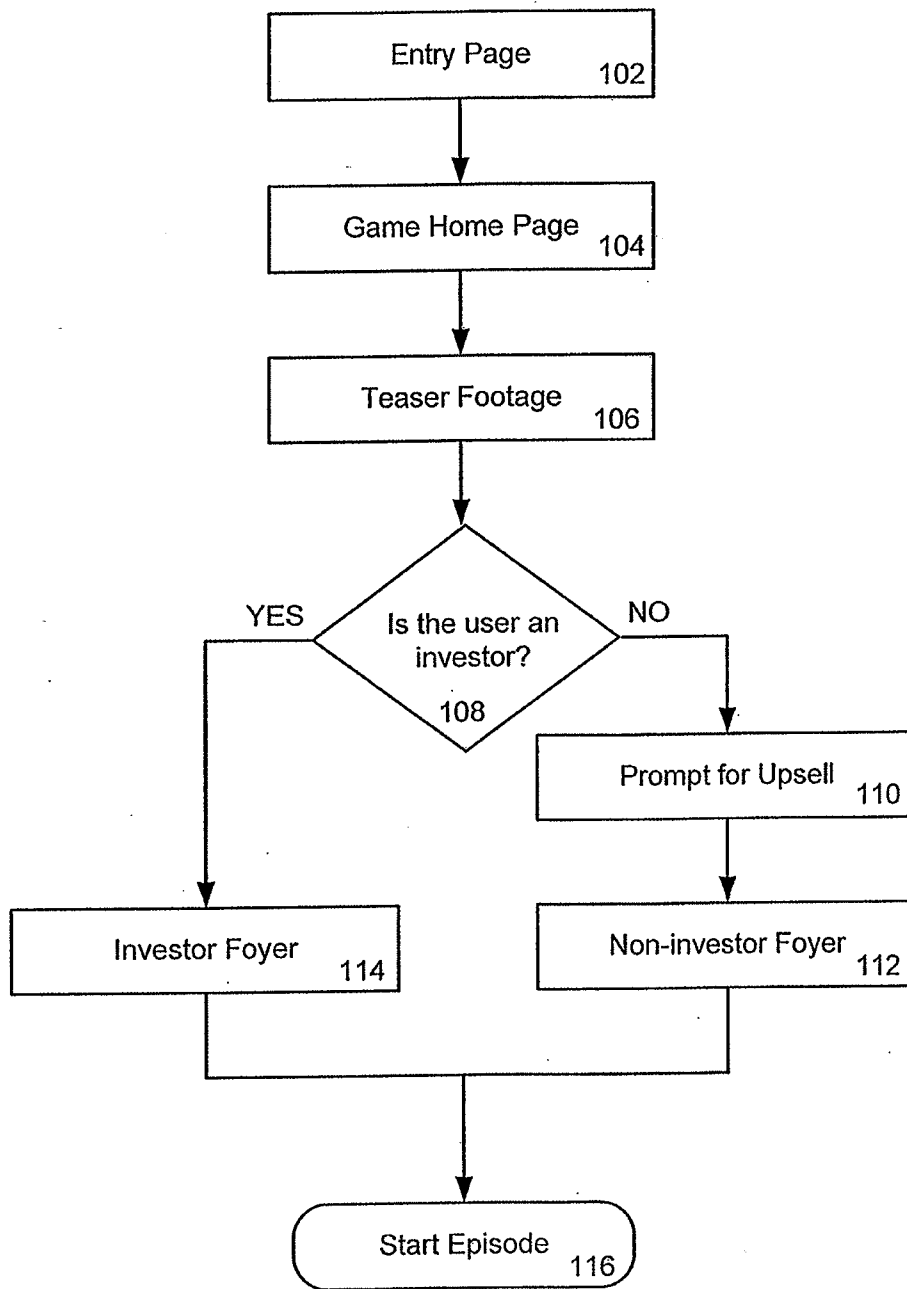 Entry Page
102
Game Home Page
104
Teaser Footage
106
YES
NO
Is the user an
investor?
108
Prompt for Upsell
110
Investor Foyer
114
Non-investor Foyer
112
Start Episode
116